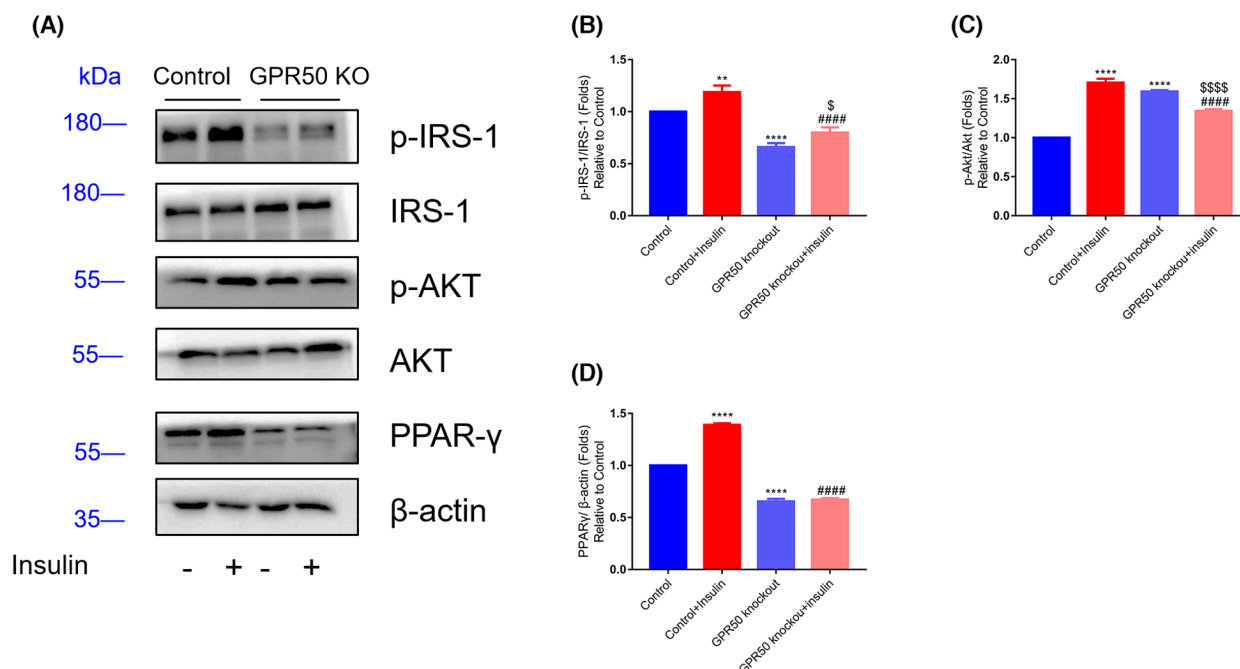 (A)
kDa Control GPR50 KO
180— p-IRS-1
180— IRS-1
55— p-AKT
55— AKT
55— PPAR-γ
35— β-actin
Insulin - + - +
(B)
p-IRS-1/IRS-1 (Folds)
Relative to Control
1.5
1.0
0.5
0.0
**
****
$
####
Control
Control+Insulin
GPR50 knockout
GPR50 knockou+insulin
(C)
p-Akt/Akt (Folds)
Relative to Control
2.0
1.5
1.0
0.5
0.0
****
****
$$$$
####
Control
Control+Insulin
GPR50 knockout
GPR50 knockou+insulin
(D)
PPARγ/ β-actin (Folds)
Relative to Control
1.5
1.0
0.5
0.0
****
****
####
Control
Control+Insulin
GPR50 knockout
GPR50 knockou+insulin